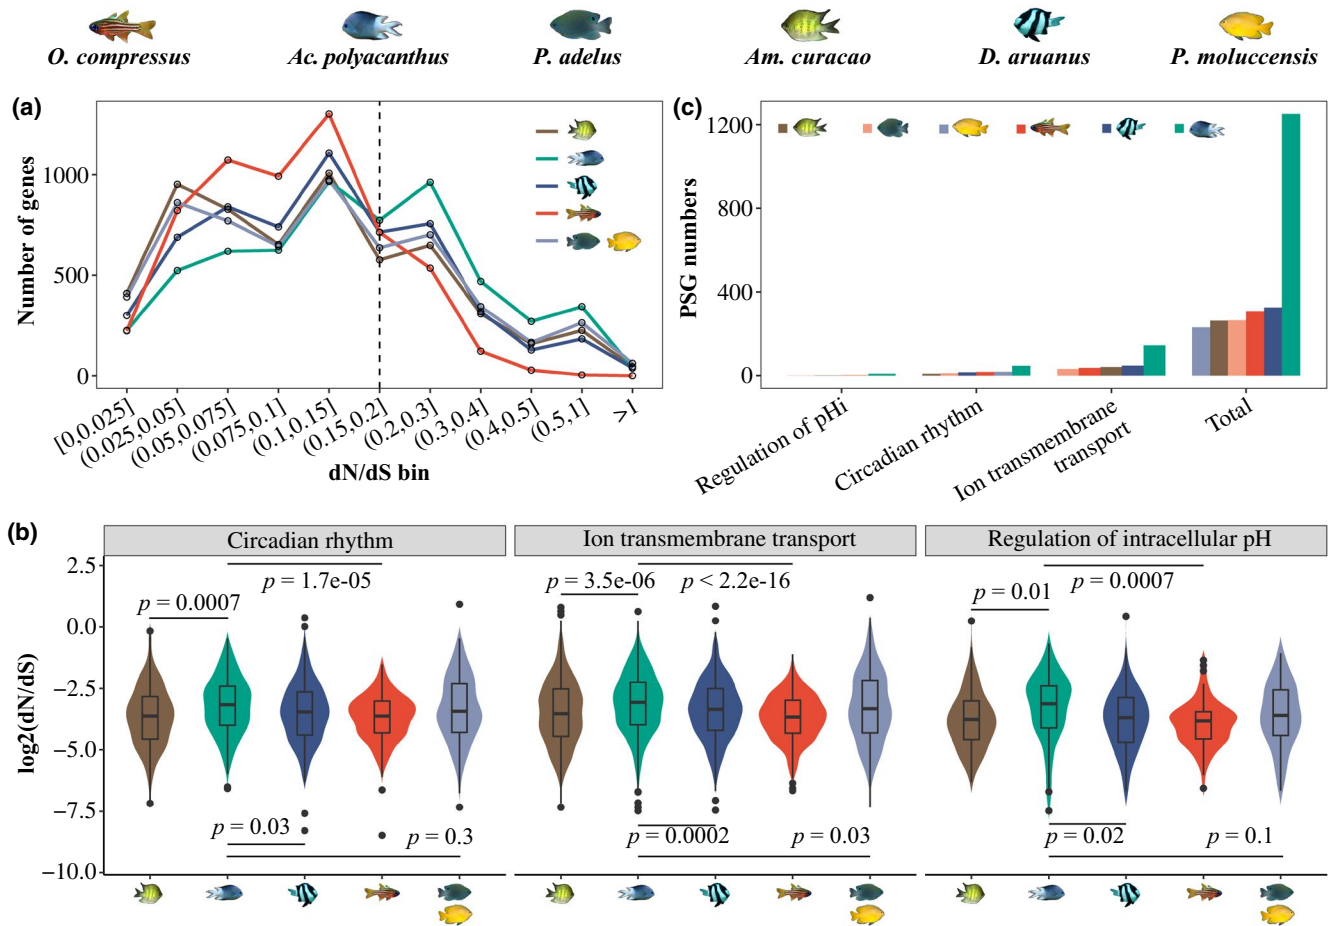 O. compressus Ac. polyacanthus P. adelus Am. curacao D. aruanus P. moluccensis
(a)
Number of genes
1000
500
0
[0,0.025] (0.025,0.05] (0.05,0.075] (0.075,0.1] (0.1,0.15] (0.15,0.2] (0.2,0.3] (0.3,0.4] (0.4,0.5] (0.5,1] >1
dN/dS bin
(c)
PSG numbers
1200
800
400
0
Regulation of pHi
Circadian rhythm
Ion transmembrane
transport
Total
(b)
log2(dN/dS)
Circadian rhythm Ion transmembrane transport Regulation of intracellular pH
2.5
0.0
−2.5
−5.0
−7.5
−10.0
p = 1.7e-05
p = 0.0007
p = 0.03
p = 0.3
p = 3.5e-06
p < 2.2e-16
p = 0.0002
p = 0.03
p = 0.0007
p = 0.01
p = 0.02
p = 0.1